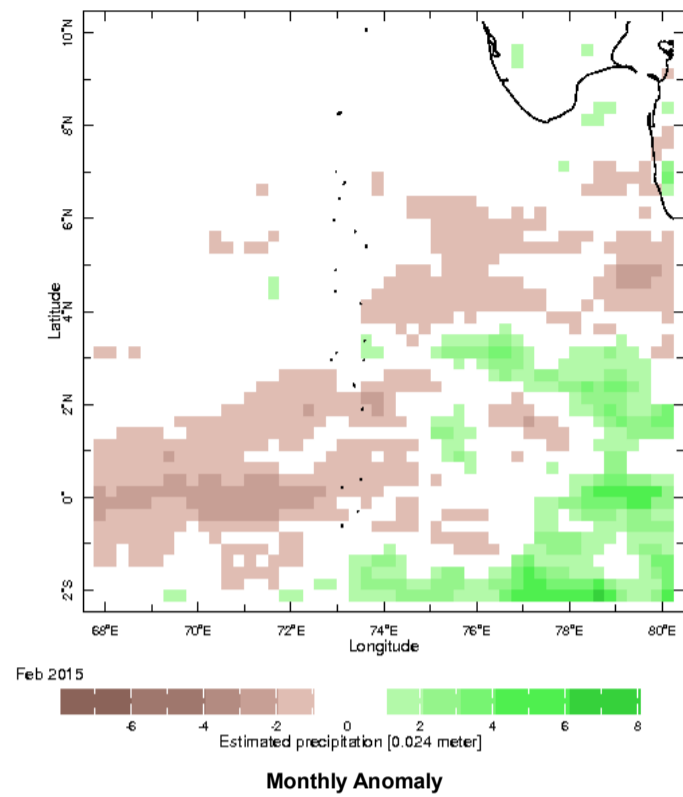 10°N
8°N
6°N
4°N
2°N
0°
2°S
Latitude
68°E 70°E 72°E 74°E 76°E 78°E 80°E
Longitude
Feb 2015
-6 -4 -2 0 2 4 6 8
Estimated precipitation [0.024 meter]
Monthly Anomaly